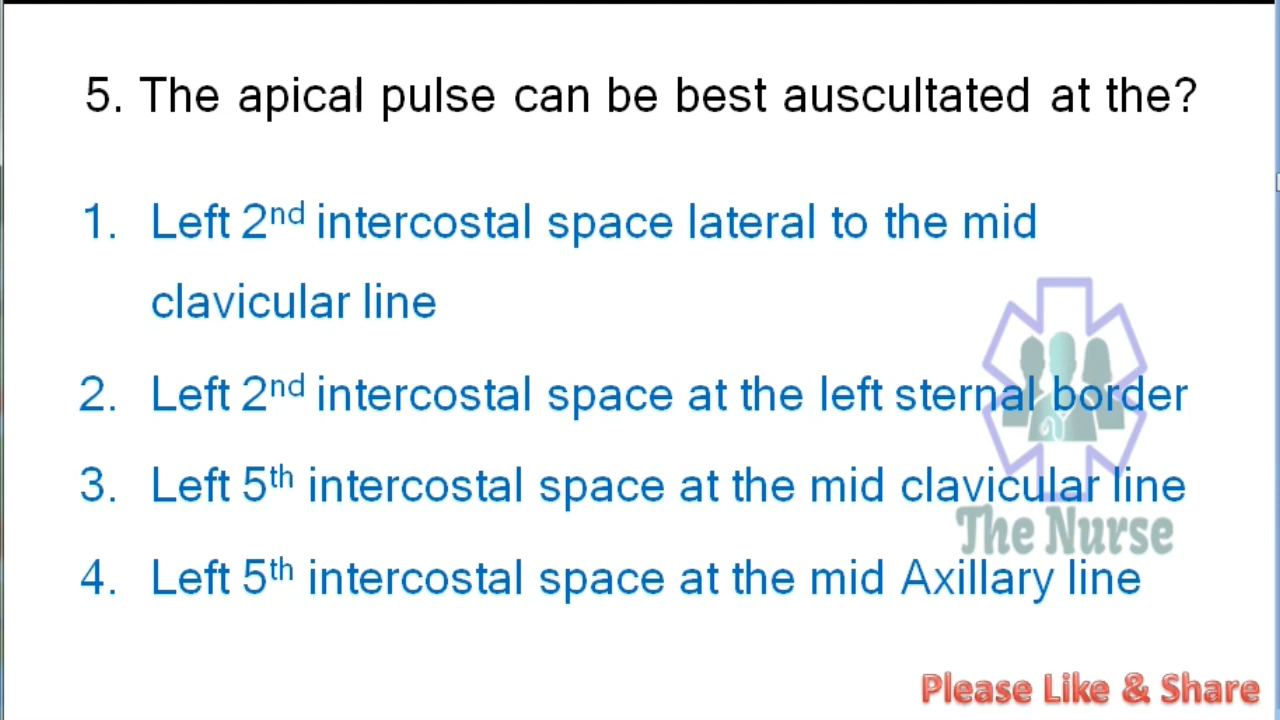 5. The apical pulse can be best auscultated at the?
1. Left 2nd intercostal space lateral to the mid
clavicular line
2. Left 2nd intercostal space at the left sternal border
3. Left 5th intercostal space at the mid clavicular line
The Nurse
4. Left 5th intercostal space at the mid Axillary line
Please Like & Share